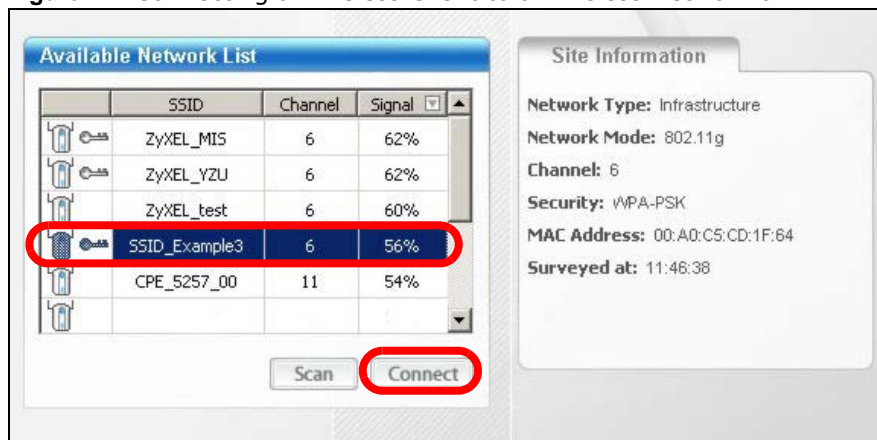 Available Network List
SSID Channel Signal
ZyXEL_MIS 6 62%
ZyXEL_YZU 6 62%
ZyXEL_test 6 60%
SSID_Example3 6 56%
CPE_5257_00 11 54%
Scan Connect
Site Information
Network Type: Infrastructure
Network Mode: 802.11g
Channel: 6
Security: WPA-PSK
MAC Address: 00:A0:C5:CD:1F:64
Surveyed at: 11:46:38